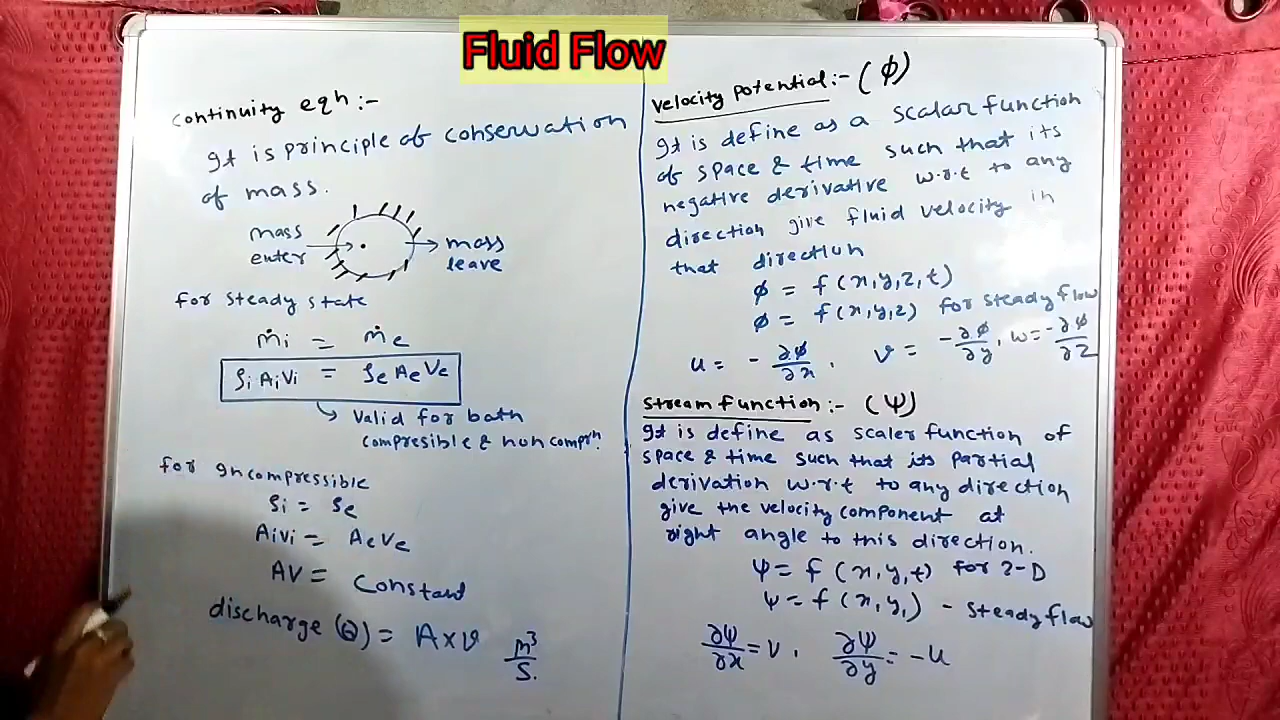 Fluid Flow
continuity eqn :-
It is principle of conservation
of mass.
mass
enter
mass
leave
for steady state
ṁi = ṁe
ρi Ai Vi = ρe Ae Ve
Valid for bath
compresible & non comprn.
for Incompressible
ρi = ρe
AiVi = AeVe
AV = Constant
discharge (Q) = A x V m³/s.
Velocity potential :- (ϕ)
It is define as a scalar function
of space & time such that its
negative derivative w.r.t to any
direction give fluid velocity in
that direction
ϕ = f(x,y,z,t)
ϕ = f(x,y,z) for steady flow
u = - ∂ϕ/∂x , v = -∂ϕ/∂y , w = -∂ϕ/∂z
Stream function :- (ψ)
It is define as scaler function of
space & time such that its partial
derivation w.r.t to any direction
give the velocity component at
right angle to this direction.
ψ = f (x,y,t) for 2-D
ψ = f(x,y,) - steady flow
∂ψ/∂x = v , ∂ψ/∂y = -u